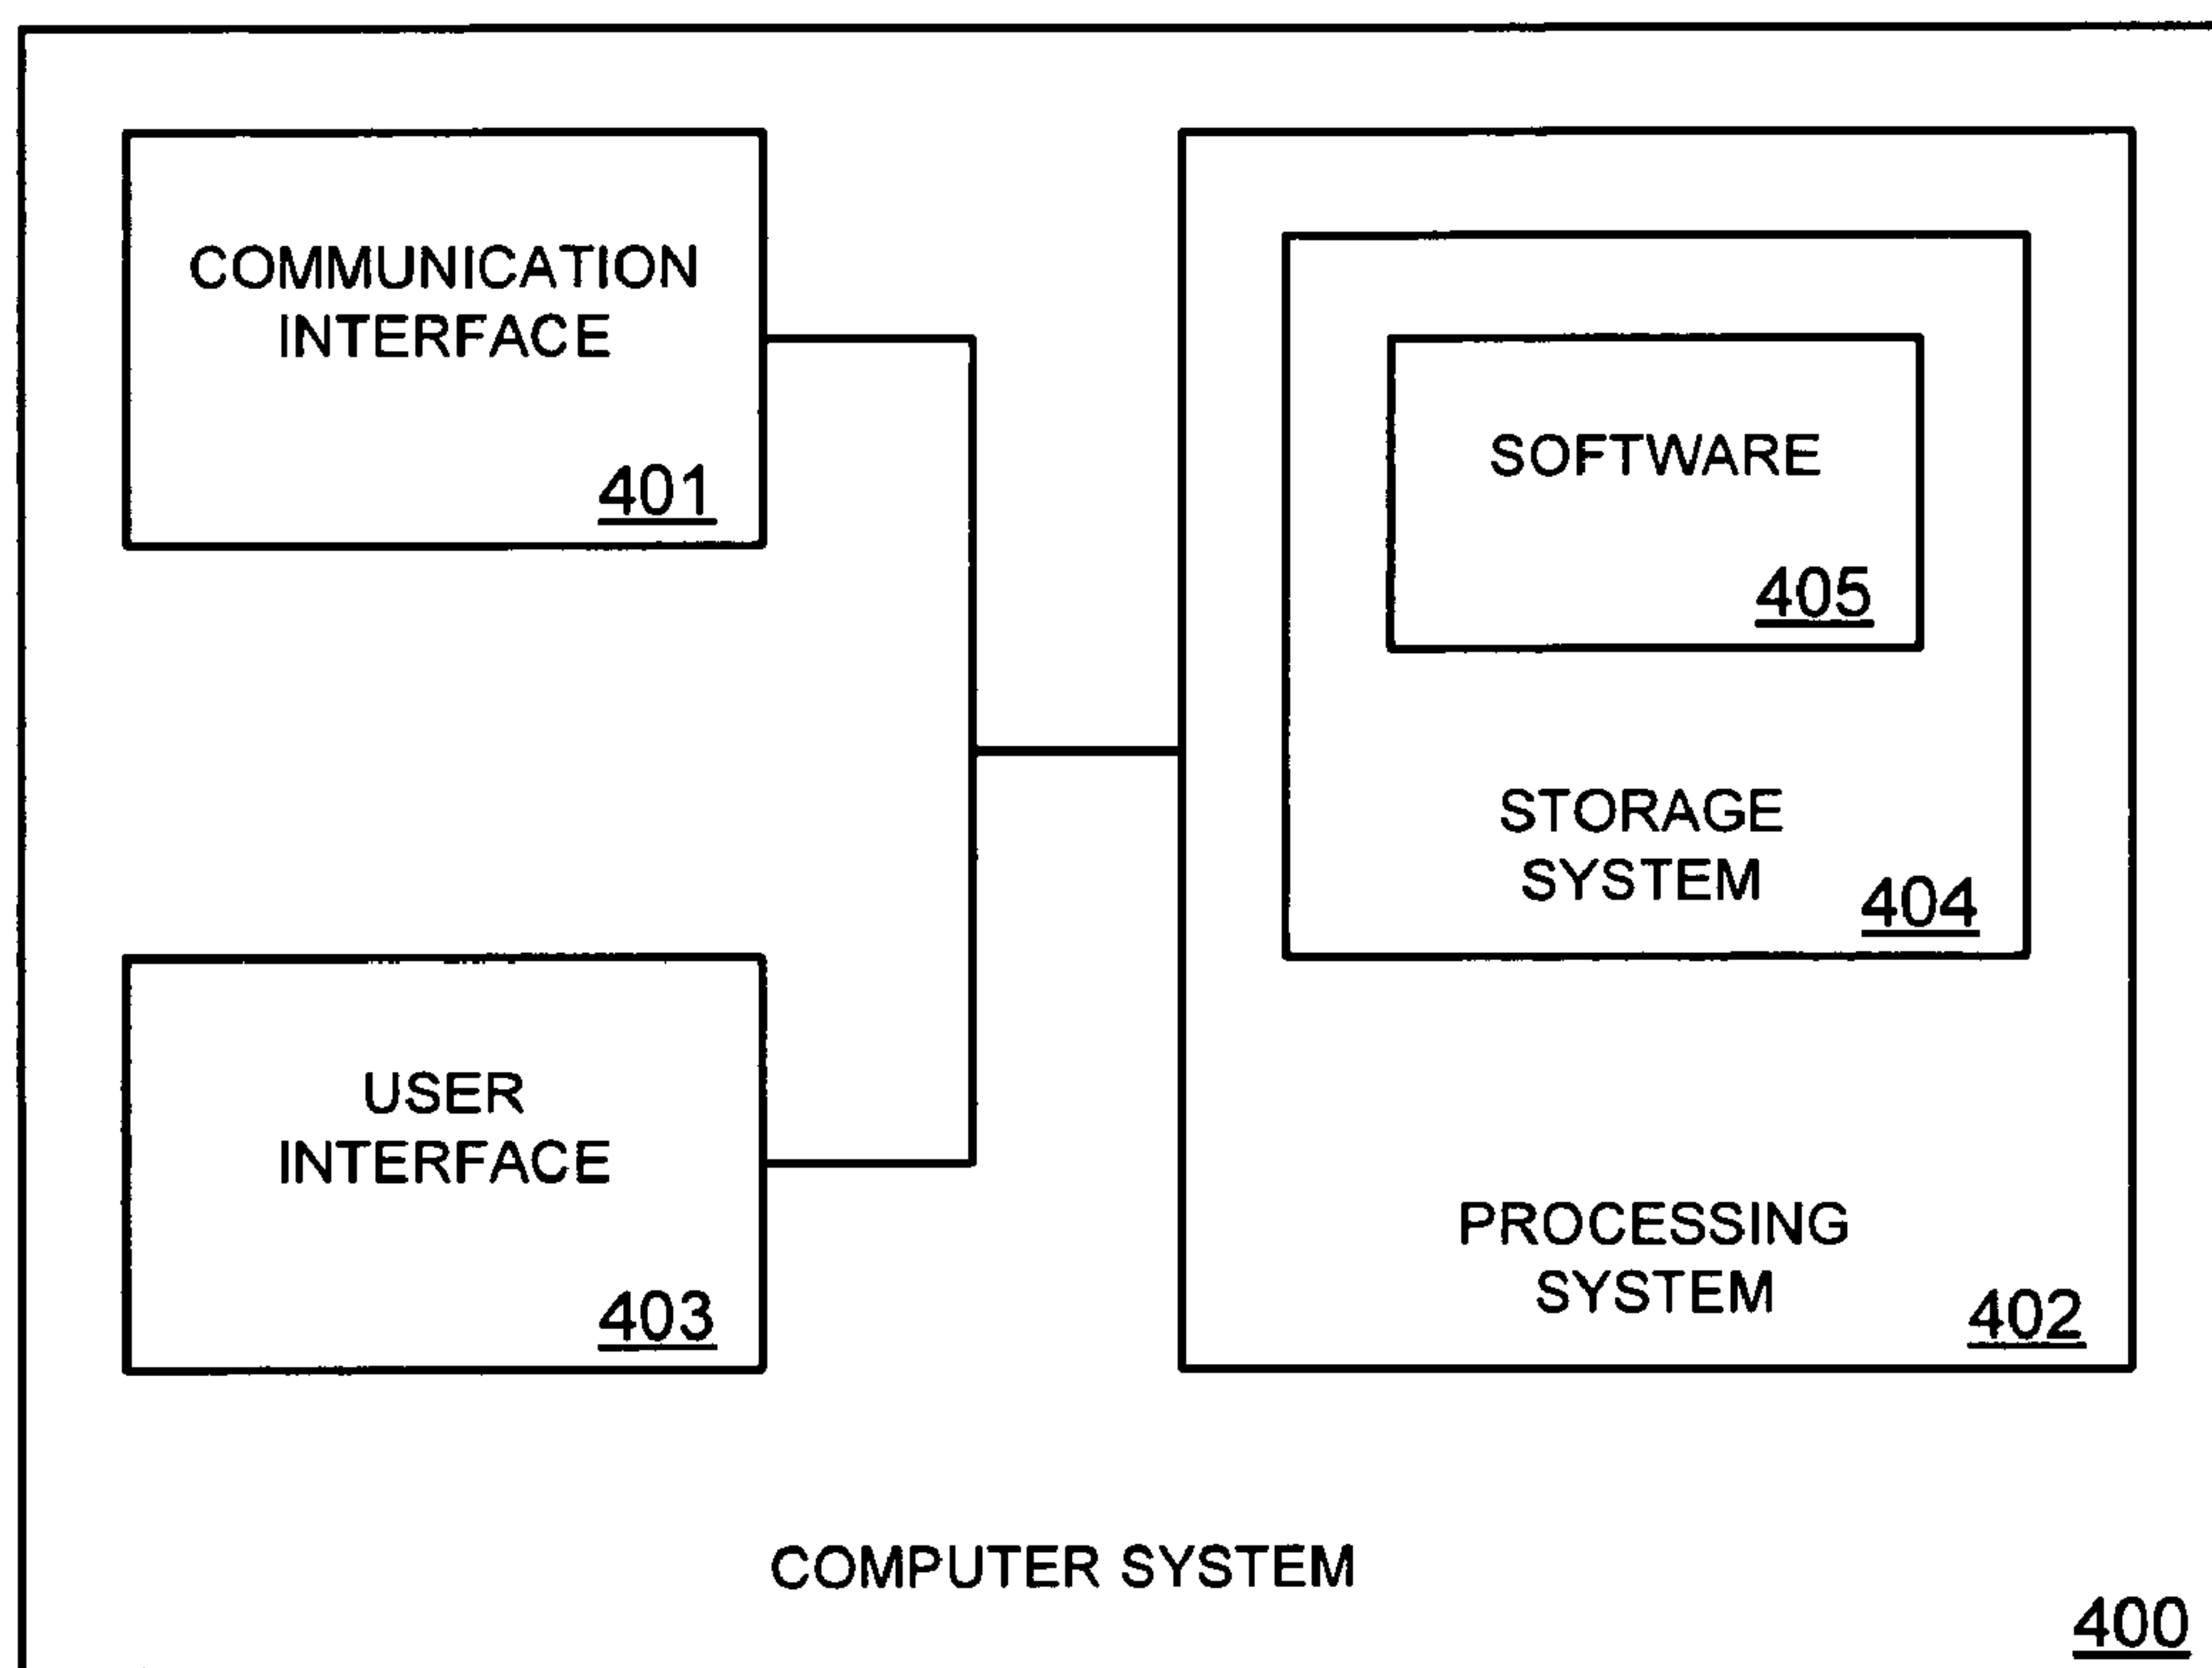 COMMUNICATION
INTERFACE
401
SOFTWARE
405
STORAGE
SYSTEM
404
USER
INTERFACE
403
PROCESSING
SYSTEM
402
COMPUTER SYSTEM
400